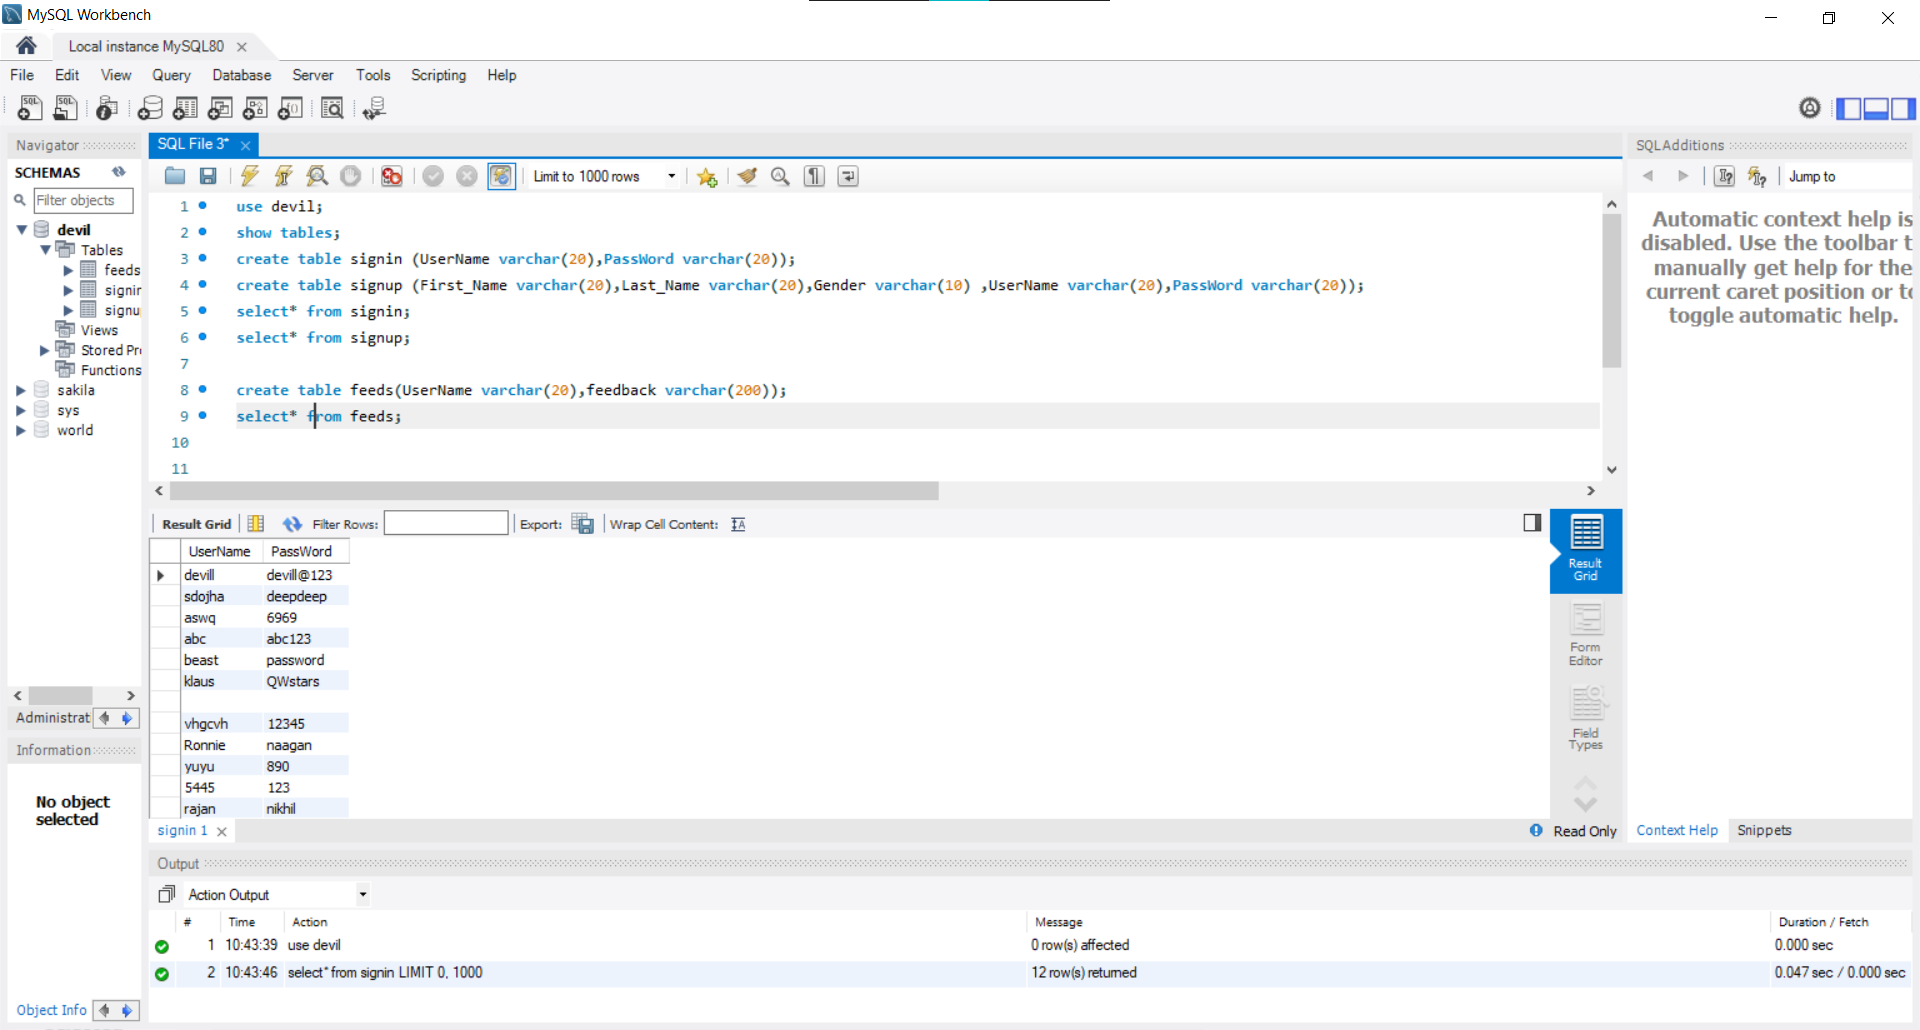 MySQL Workbench
Local instance MySQL80
File Edit View Query Database Server Tools Scripting Help
Navigator
SCHEMAS
Filter objects
devil
Tables
feeds
signin
signu
Views
Stored Pr
Functions
sakila
sys
world
Administrat
Information
No object
selected
Object Info
SQL File 3*
Limit to 1000 rows
1 use devil;
2 show tables;
3 create table signin (UserName varchar(20),PassWord varchar(20));
4 create table signup (First_Name varchar(20),Last_Name varchar(20),Gender varchar(10) ,UserName varchar(20),PassWord varchar(20));
5 select* from signin;
6 select* from signup;
7
8 create table feeds(UserName varchar(20),feedback varchar(200));
9 select* from feeds;
10
11
Result Grid Filter Rows: Export: Wrap Cell Content:
UserName PassWord
devill devill@123
sdojha deepdeep
aswq 6969
abc abc123
beast password
klaus QWstars
vhgcvh 12345
Ronnie naagan
yuyu 890
5445 123
rajan nikhil
Result
Grid
Form
Editor
Field
Types
signin 1
Read Only
SQLAdditions
Jump to
Automatic context help is
disabled. Use the toolbar t
manually get help for the
current caret position or to
toggle automatic help.
Context Help Snippets
Output
Action Output
# Time Action Message Duration / Fetch
1 10:43:39 use devil 0 row(s) affected 0.000 sec
2 10:43:46 select* from signin LIMIT 0, 1000 12 row(s) returned 0.047 sec / 0.000 sec